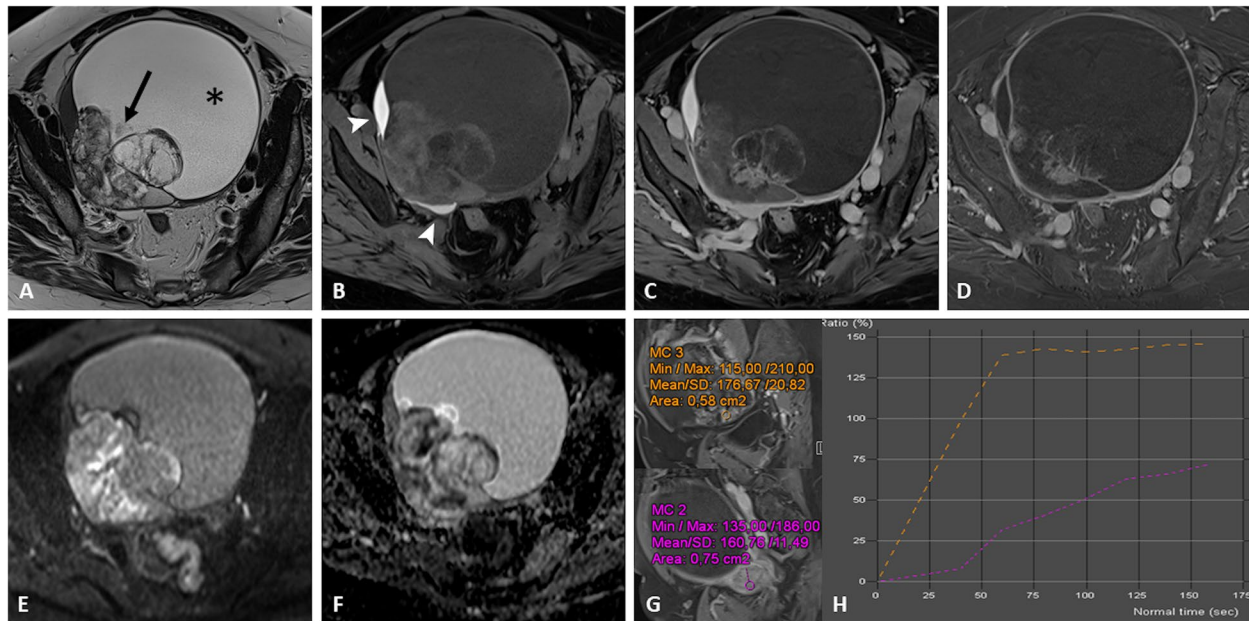 *
A
B
C
D
E
F
MC 3
Min / Max: 115,00 /210,00
Mean/SD: 176,67 /20,82
Area: 0,58 cm2
MC 2
Min / Max: 135,00 /186,00
Mean/SD: 160,76 /11,49
Area: 0,75 cm2
G
Ratio (%)
150
125
100
75
50
25
0
0 25 50 75 100 125 150 175
Normal time (sec)
H